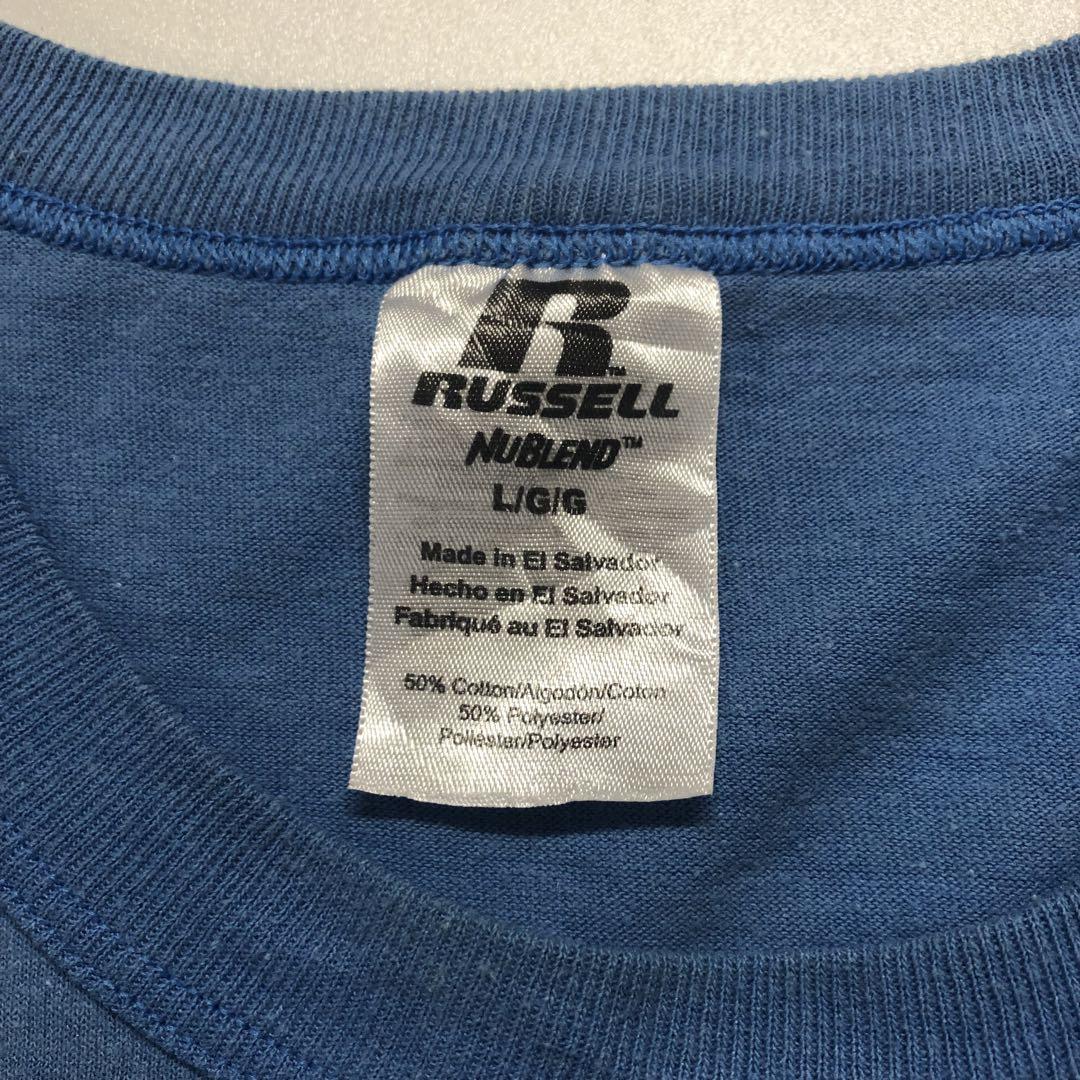 R™
RUSSELL
NUBLEND™
L/G/G
Made in El Salvador
Hecho en El Salvador
Fabriqué au El Salvador
50% Cotton/Algodón/Coton
50% Polyester/
Poliéster/Polyester